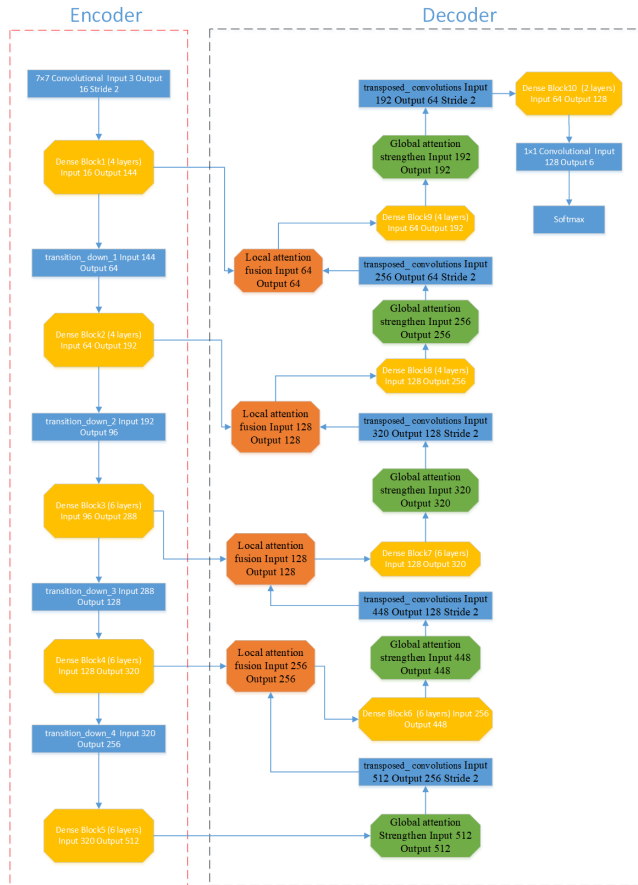 Encoder
7×7 Convolutional Input 3 Output
16 Stride 2
Dense Block1 (4 layers)
Input 16 Output 144
transition_down_1 Input 144
Output 64
Dense Block2 (4 layers)
Input 64 Output 192
transition_down_2 Input 192
Output 96
Dense Block3 (6 layers)
Input 96 Output 288
transition_down_3 Input 288
Output 128
Dense Block4 (6 layers)
Input 128 Output 320
transition_down_4 Input 320
Output 256
Dense Block5 (6 layers)
Input 320 Output 512
Decoder
transposed_ convolutions Input
192 Output 64 Stride 2
Dense Block10 (2 layers)
Input 64 Output 128
1×1 Convolutional Input
128 Output 6
Softmax
Global attention
strengthen Input 192
Output 192
Dense Block9 (4 layers)
Input 64 Output 192
Local attention
fusion Input 64
Output 64
transposed_ convolutions Input
256 Output 64 Stride 2
Global attention
strengthen Input 256
Output 256
Dense Block8 (4 layers)
Input 128 Output 256
Local attention
fusion Input 128
Output 128
transposed_ convolutions Input
320 Output 128 Stride 2
Global attention
strengthen Input 320
Output 320
Local attention
fusion Input 128
Output 128
Dense Block7 (6 layers)
Input 128 Output 320
transposed_ convolutions Input
448 Output 128 Stride 2
Local attention
fusion Input 256
Output 256
Global attention
strengthen Input 448
Output 448
Dense Block6 (6 layers) Input 256
Output 448
transposed_ convolutions Input
512 Output 256 Stride 2
Global attention
Strengthen Input 512
Output 512